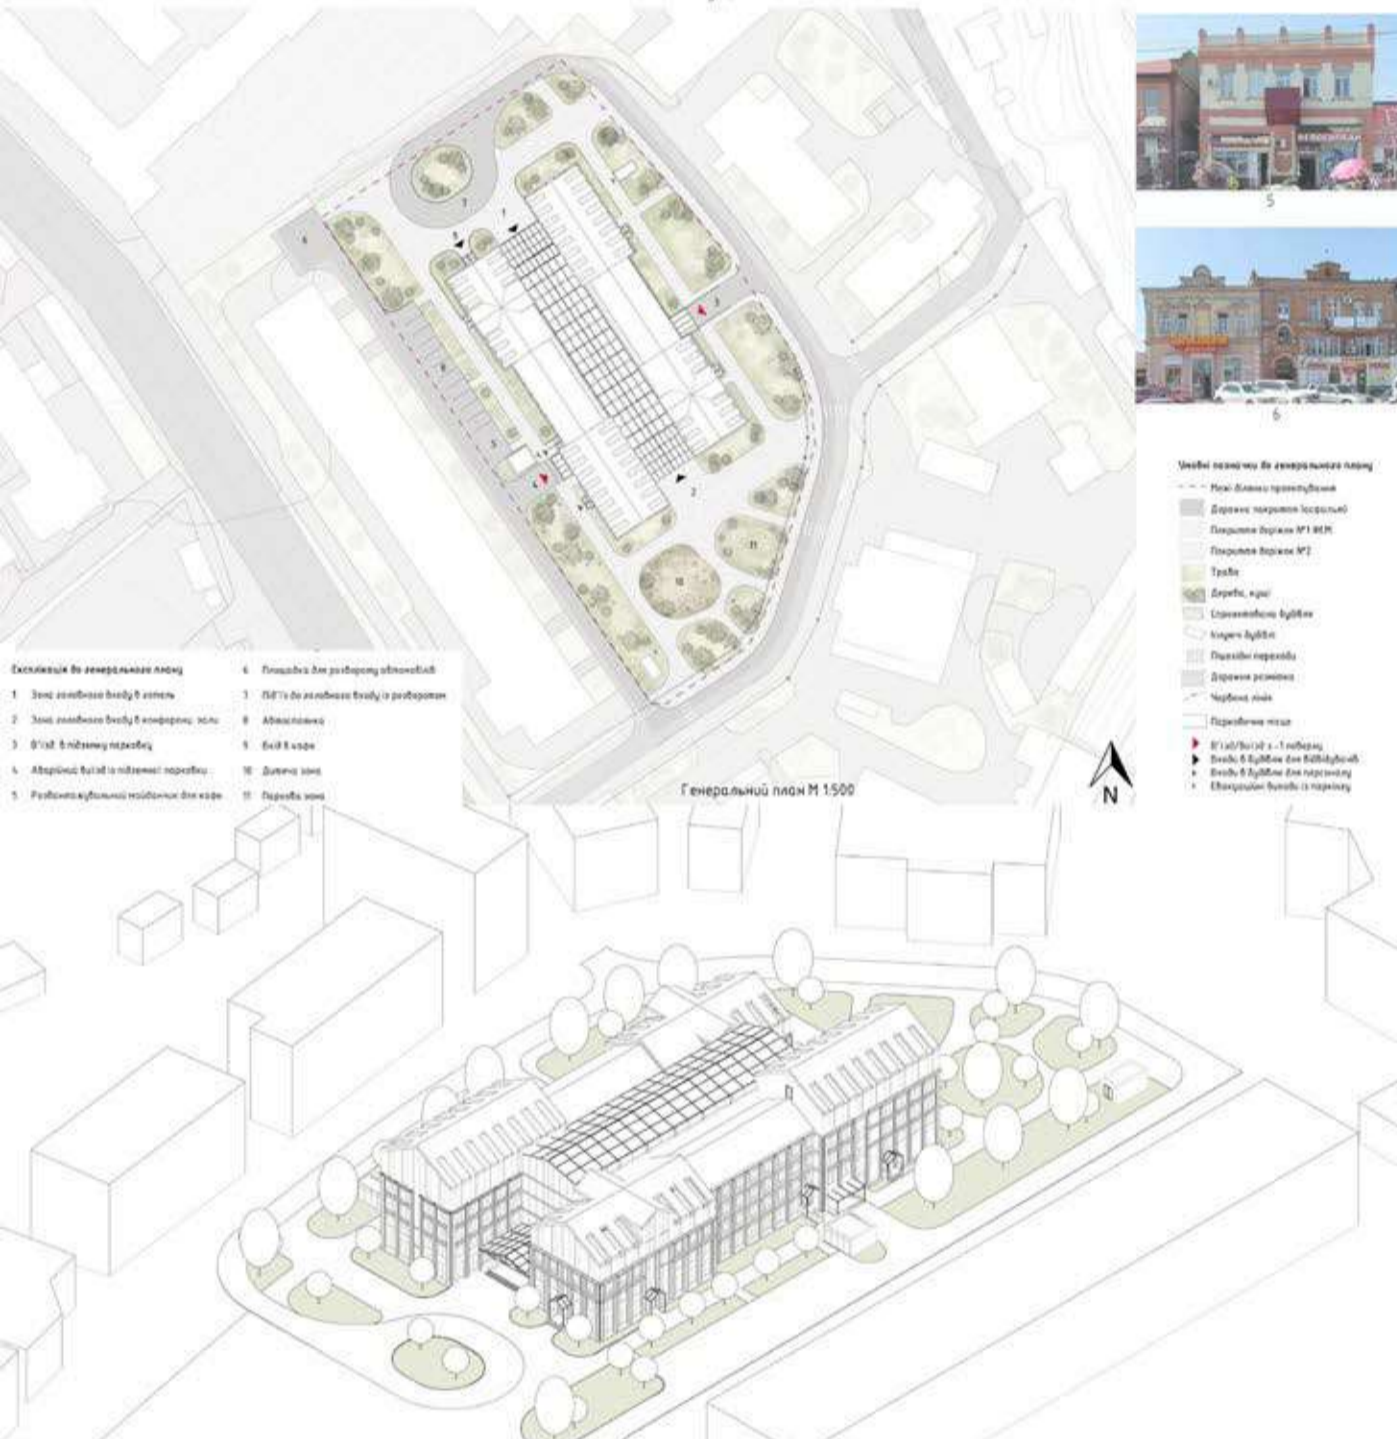 5
6
Умовні позначки до генерального плану
Межі ділянки проектування
Дорожнє покриття (асфальт)
Покриття доріжок №1 ФЕМ
Покриття доріжок №2
Трава
Дерева, кущі
Існуючі будівлі
Пішохідні переходи
Дорожня розмітка
Червона лінія
Паркувальне місце
В'їзд/Виїзд з -1 поверху
Входи в будівлю для відвідувачів
Входи в будівлю для персоналу
Евакуаційні виходи із паркінгу
Експлікація до генерального плану
1 Зона головного входу в готель
2 Зона головного входу в конференц. зали
3 В'їзд в підземну парковку
4 Аварійний виїзд із підземної парковки
5 Розвантажувальний майданчик для кафе
6 Площадка для розвороту автомобілів
7 Під'їзд до головного входу із розворотом
8 Автостоянка
9 Вхід в кафе
10 Дитяча зона
11 Паркова зона
Генеральний план М 1:500
N